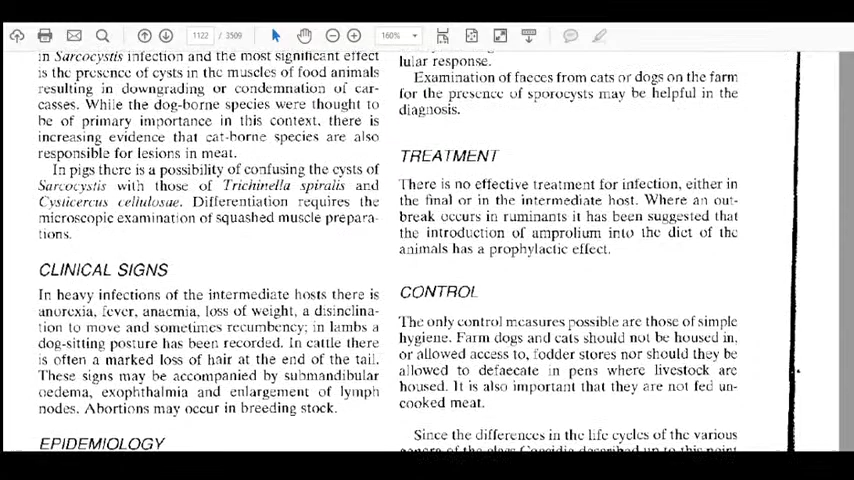 1122 / 3509
160%
in Sarcocystis infection and the most significant effect
is the presence of cysts in the muscles of food animals
resulting in downgrading or condemnation of car-
casses. While the dog-borne species were thought to
be of primary importance in this context, there is
increasing evidence that cat-borne species are also
responsible for lesions in meat.
In pigs there is a possibility of confusing the cysts of
Sarcocystis with those of Trichinella spiralis and
Cysticercus cellulosae. Differentiation requires the
microscopic examination of squashed muscle prepara-
tions.
CLINICAL SIGNS
In heavy infections of the intermediate hosts there is
anorexia, fever, anaemia, loss of weight, a disinclina-
tion to move and sometimes recumbency; in lambs a
dog-sitting posture has been recorded. In cattle there
is often a marked loss of hair at the end of the tail.
These signs may be accompanied by submandibular
oedema, exophthalmia and enlargement of lymph
nodes. Abortions may occur in breeding stock.
EPIDEMIOLOGY
lular response.
Examination of faeces from cats or dogs on the farm
for the presence of sporocysts may be helpful in the
diagnosis.
TREATMENT
There is no effective treatment for infection, either in
the final or in the intermediate host. Where an out-
break occurs in ruminants it has been suggested that
the introduction of amprolium into the diet of the
animals has a prophylactic effect.
CONTROL
The only control measures possible are those of simple
hygiene. Farm dogs and cats should not be housed in,
or allowed access to, fodder stores nor should they be
allowed to defaecate in pens where livestock are
housed. It is also important that they are not fed un-
cooked meat.
Since the differences in the life cycles of the various
genera of the class Coccidia described up to this point